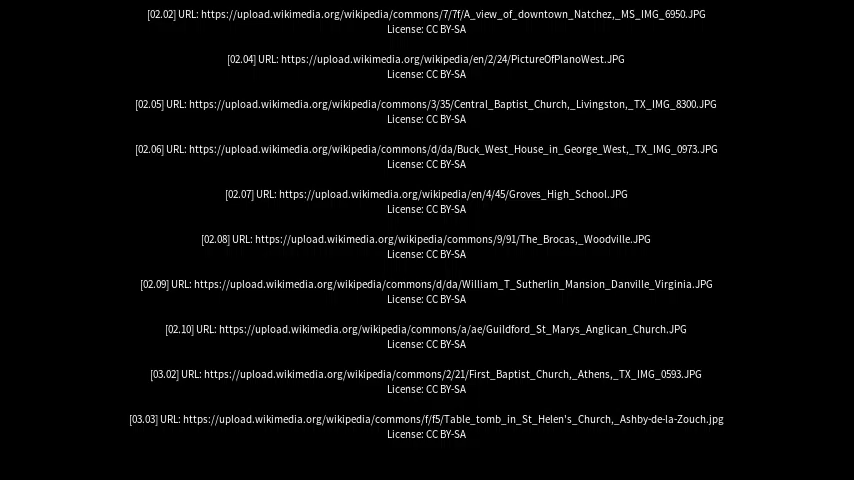 [02.02] URL: https://upload.wikimedia.org/wikipedia/commons/7/7f/A_view_of_downtown_Natchez,_MS_IMG_6950.JPG
License: CC BY-SA
[02.04] URL: https://upload.wikimedia.org/wikipedia/en/2/24/PictureOfPlanoWest.JPG
License: CC BY-SA
[02.05] URL: https://upload.wikimedia.org/wikipedia/commons/3/35/Central_Baptist_Church,_Livingston,_TX_IMG_8300.JPG
License: CC BY-SA
[02.06] URL: https://upload.wikimedia.org/wikipedia/commons/d/da/Buck_West_House_in_George_West,_TX_IMG_0973.JPG
License: CC BY-SA
[02.07] URL: https://upload.wikimedia.org/wikipedia/en/4/45/Groves_High_School.JPG
License: CC BY-SA
[02.08] URL: https://upload.wikimedia.org/wikipedia/commons/9/91/The_Brocas,_Woodville.JPG
License: CC BY-SA
[02.09] URL: https://upload.wikimedia.org/wikipedia/commons/d/da/William_T_Sutherlin_Mansion_Danville_Virginia.JPG
License: CC BY-SA
[02.10] URL: https://upload.wikimedia.org/wikipedia/commons/a/ae/Guildford_St_Marys_Anglican_Church.JPG
License: CC BY-SA
[03.02] URL: https://upload.wikimedia.org/wikipedia/commons/2/21/First_Baptist_Church,_Athens,_TX_IMG_0593.JPG
License: CC BY-SA
[03.03] URL: https://upload.wikimedia.org/wikipedia/commons/f/f5/Table_tomb_in_St_Helen's_Church,_Ashby-de-la-Zouch.jpg
License: CC BY-SA